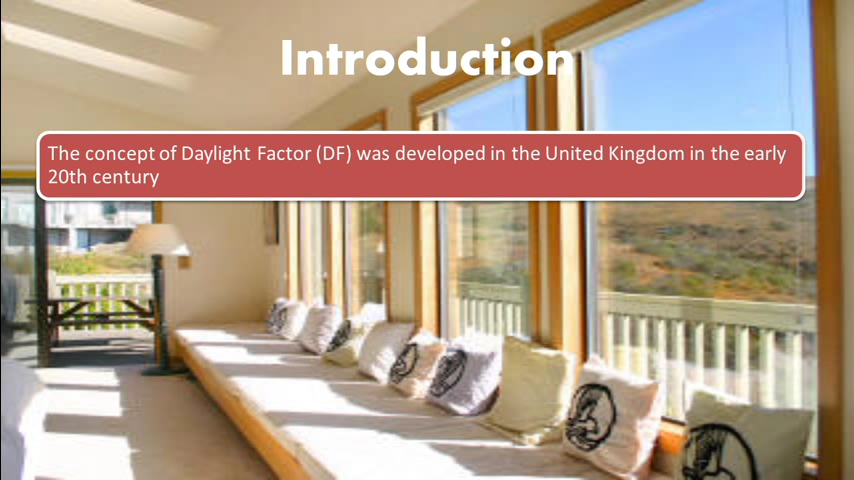 Introduction
The concept of Daylight Factor (DF) was developed in the United Kingdom in the early
20th century